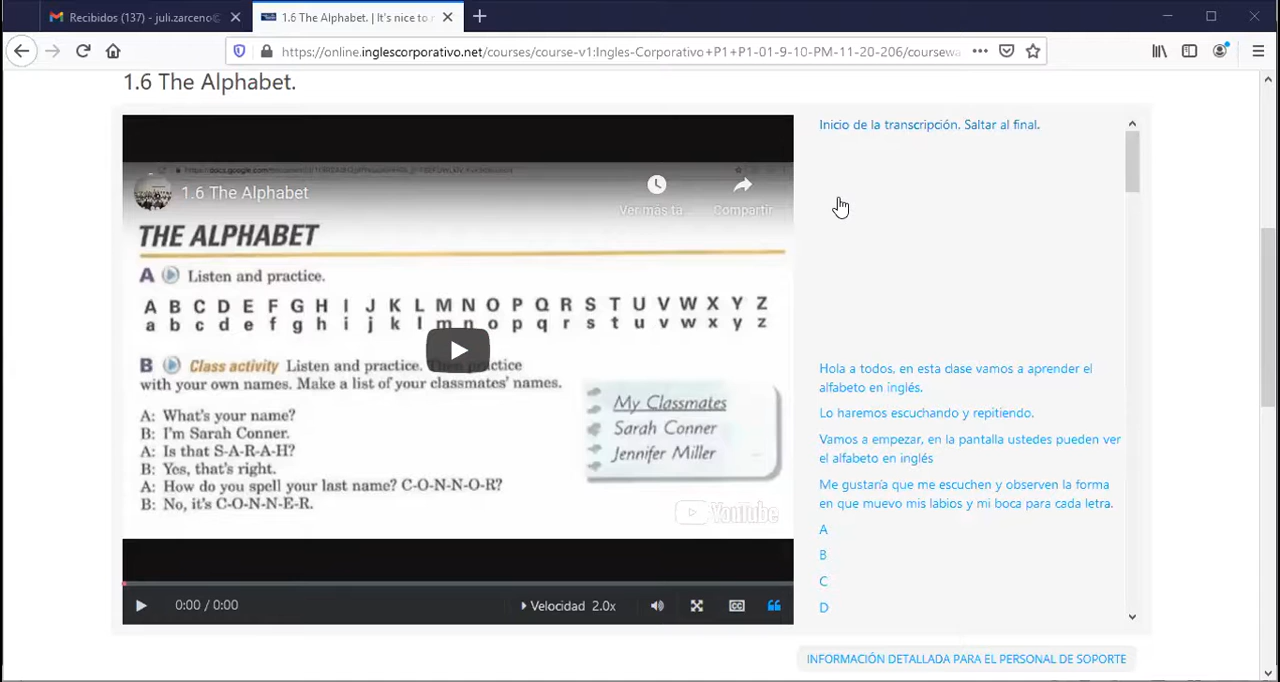 Recibidos (137) - juli.zarceno@
1.6 The Alphabet. | It's nice to
https://online.inglescorporativo.net/courses/course-v1:Ingles-Corporativo+P1+P1-01-9-10-PM-11-20-206/coursewa
1.6 The Alphabet.
1.6 The Alphabet
Ver más ta...
Compartir
THE ALPHABET
A Listen and practice.
A B C D E F G H I J K L M N O P Q R S T U V W X Y Z
a b c d e f g h i j k l m n o p q r s t u v w x y z
B Class activity Listen and practice. Then practice
with your own names. Make a list of your classmates' names.
A: What's your name?
B: I'm Sarah Conner.
A: Is that S-A-R-A-H?
B: Yes, that's right.
A: How do you spell your last name? C-O-N-N-O-R?
B: No, it's C-O-N-N-E-R.
My Classmates
Sarah Conner
Jennifer Miller
YouTube
0:00 / 0:00
Velocidad 2.0x
Inicio de la transcripción. Saltar al final.
Hola a todos, en esta clase vamos a aprender el
alfabeto en inglés.
Lo haremos escuchando y repitiendo.
Vamos a empezar, en la pantalla ustedes pueden ver
el alfabeto en inglés
Me gustaría que me escuchen y observen la forma
en que muevo mis labios y mi boca para cada letra.
A
B
C
D
INFORMACIÓN DETALLADA PARA EL PERSONAL DE SOPORTE